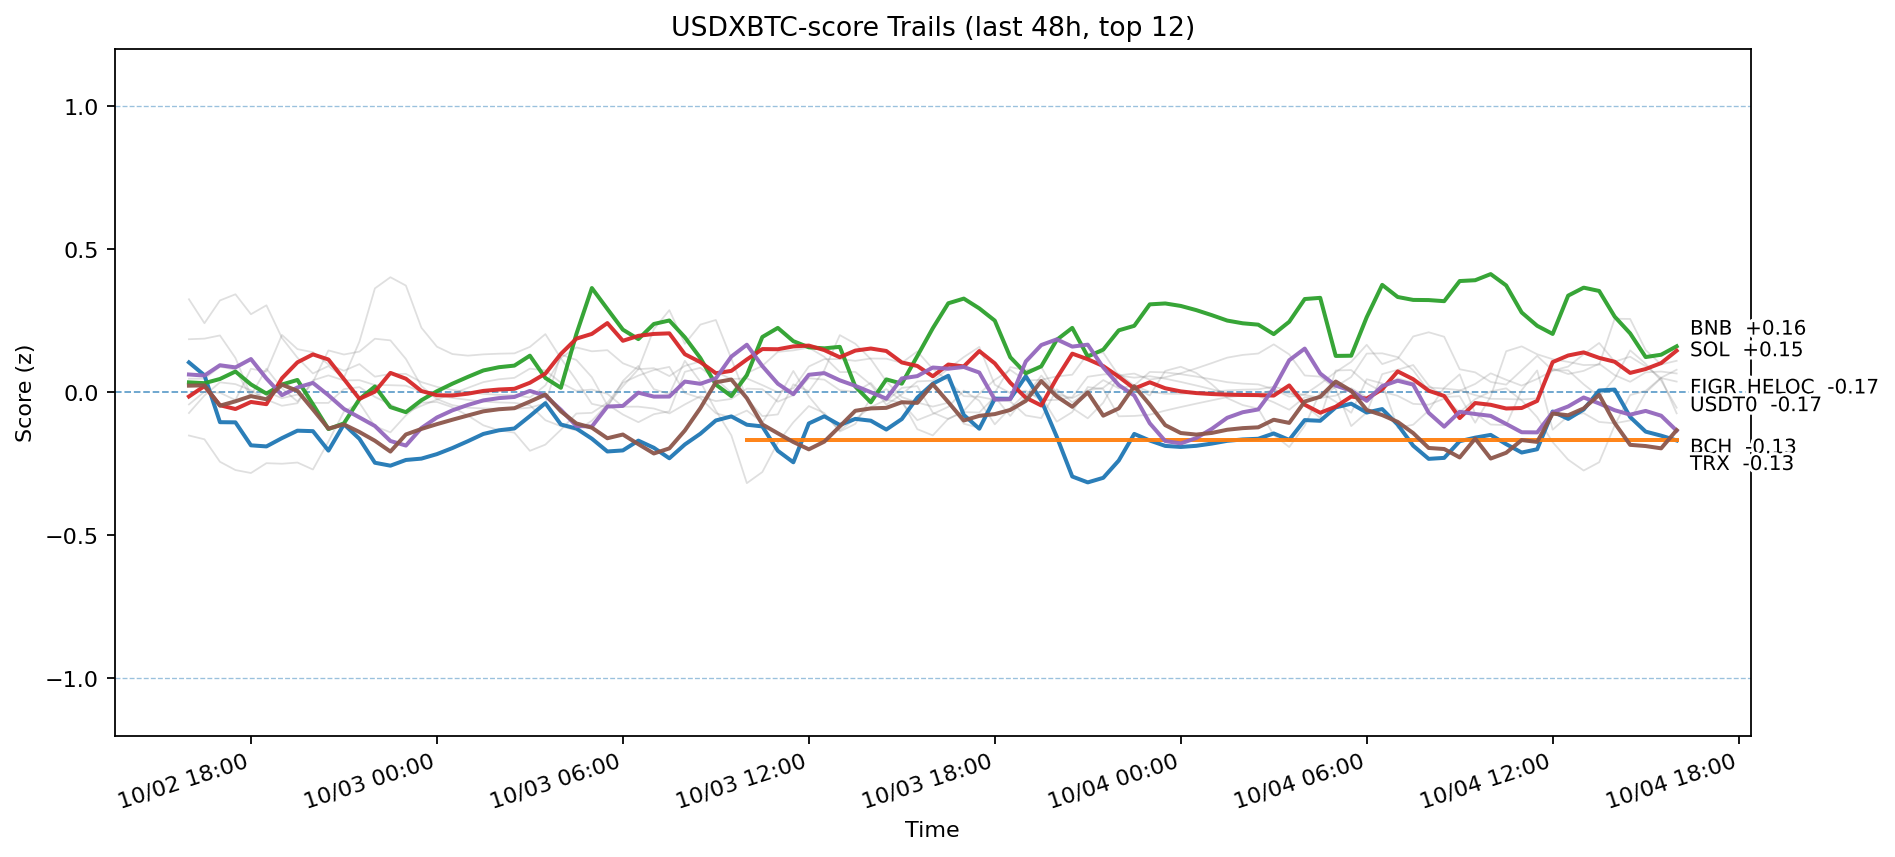 USDXBTC-score Trails (last 48h, top 12)
Score (z)
1.0
0.5
0.0
−0.5
−1.0
BNB +0.16
SOL +0.15
FIGR_HELOC -0.17
USDT0 -0.17
BCH -0.13
TRX -0.13
10/02 18:00
10/03 00:00
10/03 06:00
10/03 12:00
10/03 18:00
10/04 00:00
10/04 06:00
10/04 12:00
10/04 18:00
Time